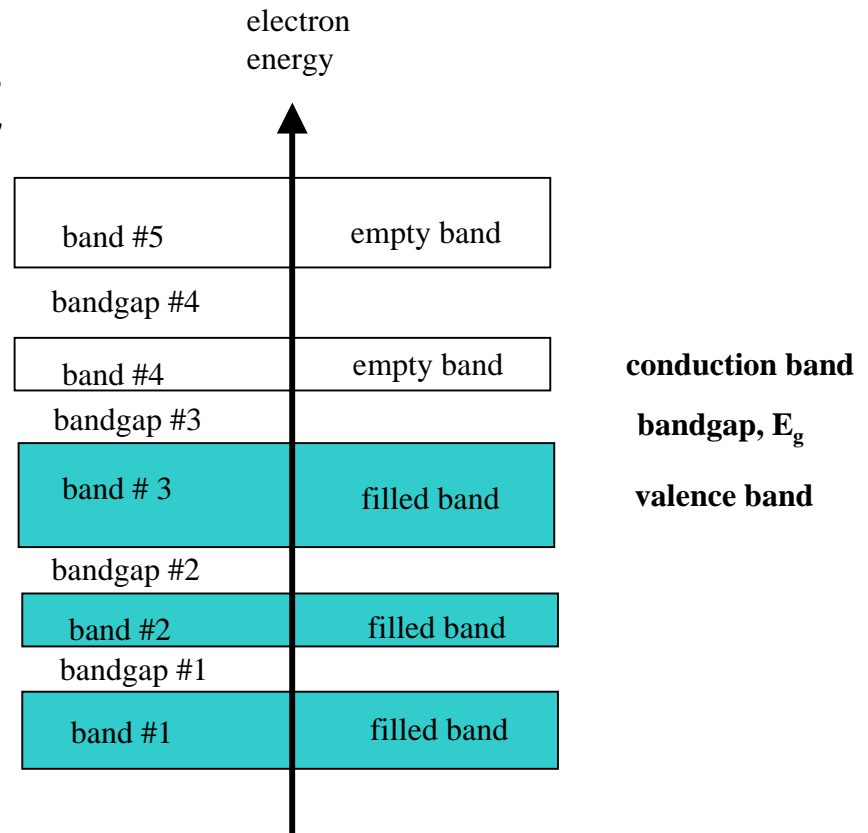 electron
energy
band #5 empty band
bandgap #4
band #4 empty band conduction band
bandgap #3 bandgap, Eg
band # 3 filled band valence band
bandgap #2
band #2 filled band
bandgap #1
band #1 filled band